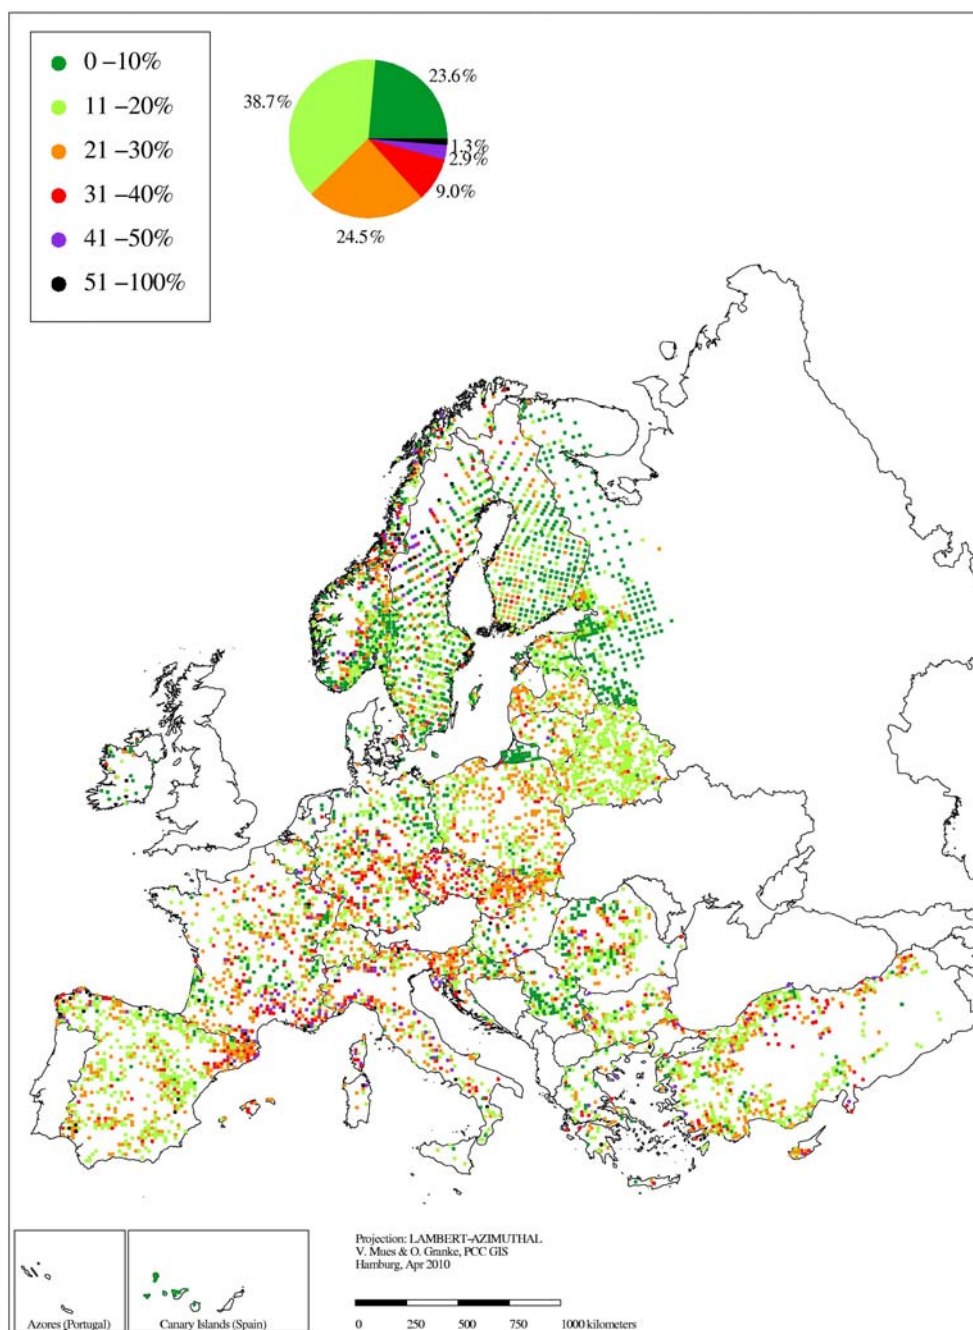 0 –10%
11 –20%
21 –30%
31 –40%
41 –50%
51 –100%
23.6%
38.7%
1.3%
2.9%
9.0%
24.5%
Projection: LAMBERT-AZIMUTHAL
V. Mues & O. Granke, PCC GIS
Hamburg, Apr 2010
Azores (Portugal)
Canary Islands (Spain)
0 250 500 750 1000 kilometers